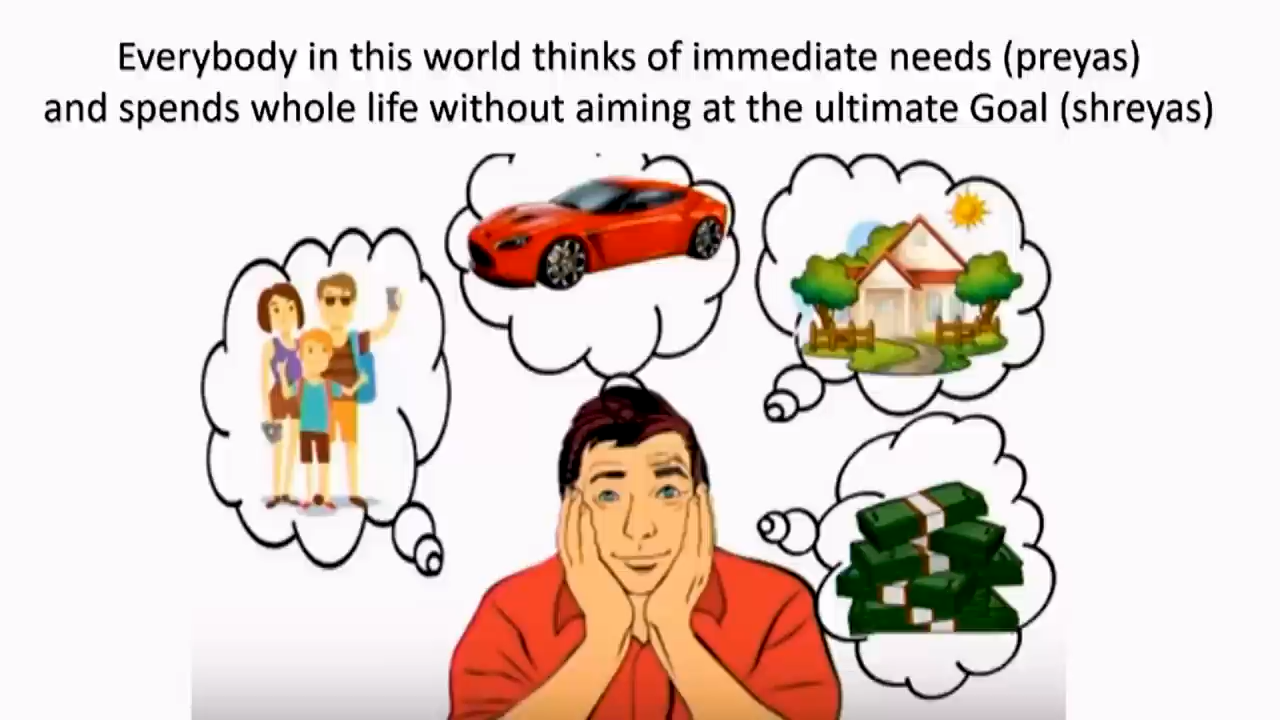 Everybody in this world thinks of immediate needs (preyas)
and spends whole life without aiming at the ultimate Goal (shreyas)